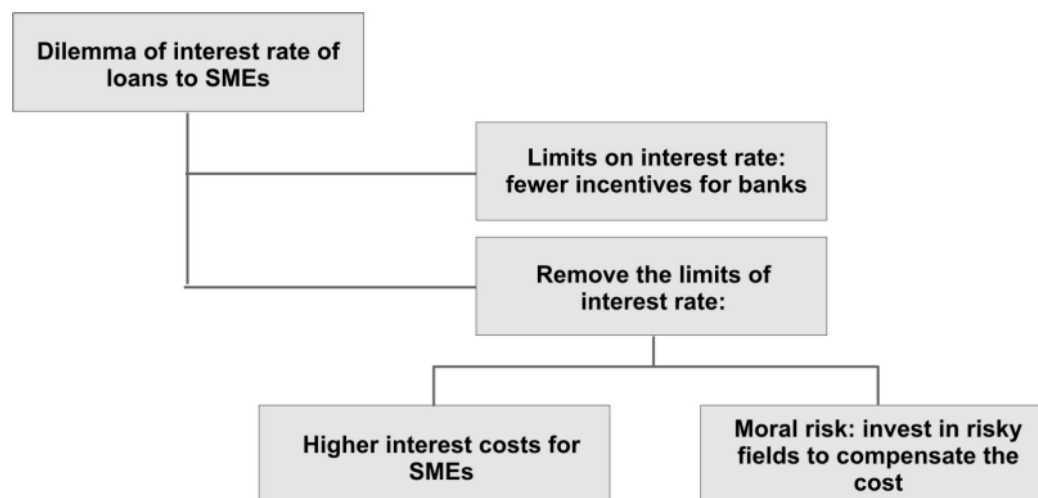 Dilemma of interest rate of
loans to SMEs
Limits on interest rate:
fewer incentives for banks
Remove the limits of
interest rate:
Higher interest costs for
SMEs
Moral risk: invest in risky
fields to compensate the
cost